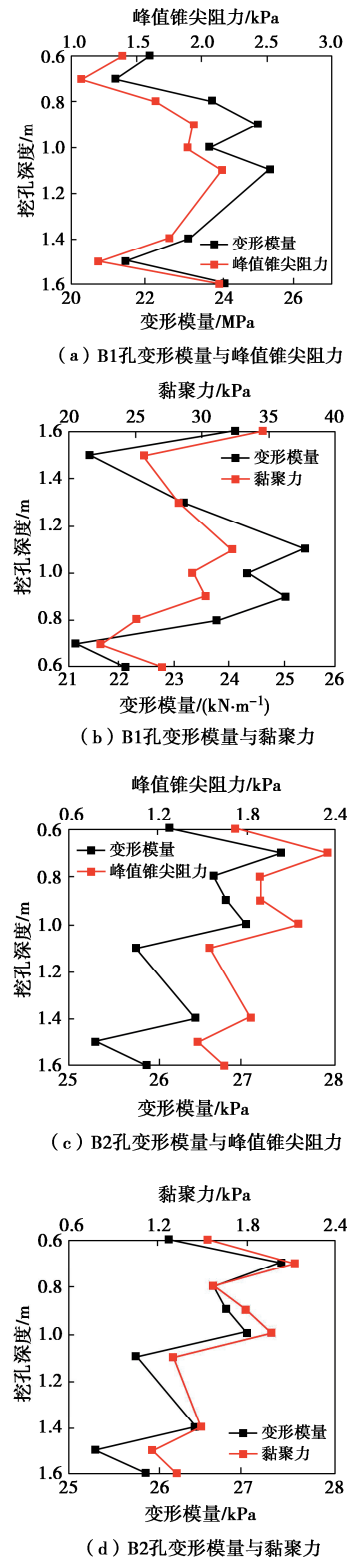 峰值锥尖阻力/kPa
1.0 1.5 2.0 2.5 3.0
0.6
0.8
1.0
1.2
1.4
1.6
挖孔深度/m
变形模量
峰值锥尖阻力
20 22 24 26
变形模量/MPa
(a) B1孔变形模量与峰值锥尖阻力
黏聚力/kPa
20 25 30 35 40
1.6
1.4
1.2
1.0
0.8
0.6
挖孔深度/m
变形模量
黏聚力
21 22 23 24 25 26
变形模量/(kN·m⁻¹)
(b) B1孔变形模量与黏聚力
峰值锥尖阻力/kPa
0.6 1.2 1.8 2.4
0.6
0.8
1.0
1.2
1.4
1.6
挖孔深度/m
变形模量
峰值锥尖阻力
25 26 27 28
变形模量/kPa
(c) B2孔变形模量与峰值锥尖阻力
黏聚力/kPa
0.6 1.2 1.8 2.4
0.6
0.8
1.0
1.2
1.4
1.6
挖孔深度/m
变形模量
黏聚力
25 26 27 28
变形模量/kPa
(d) B2孔变形模量与黏聚力